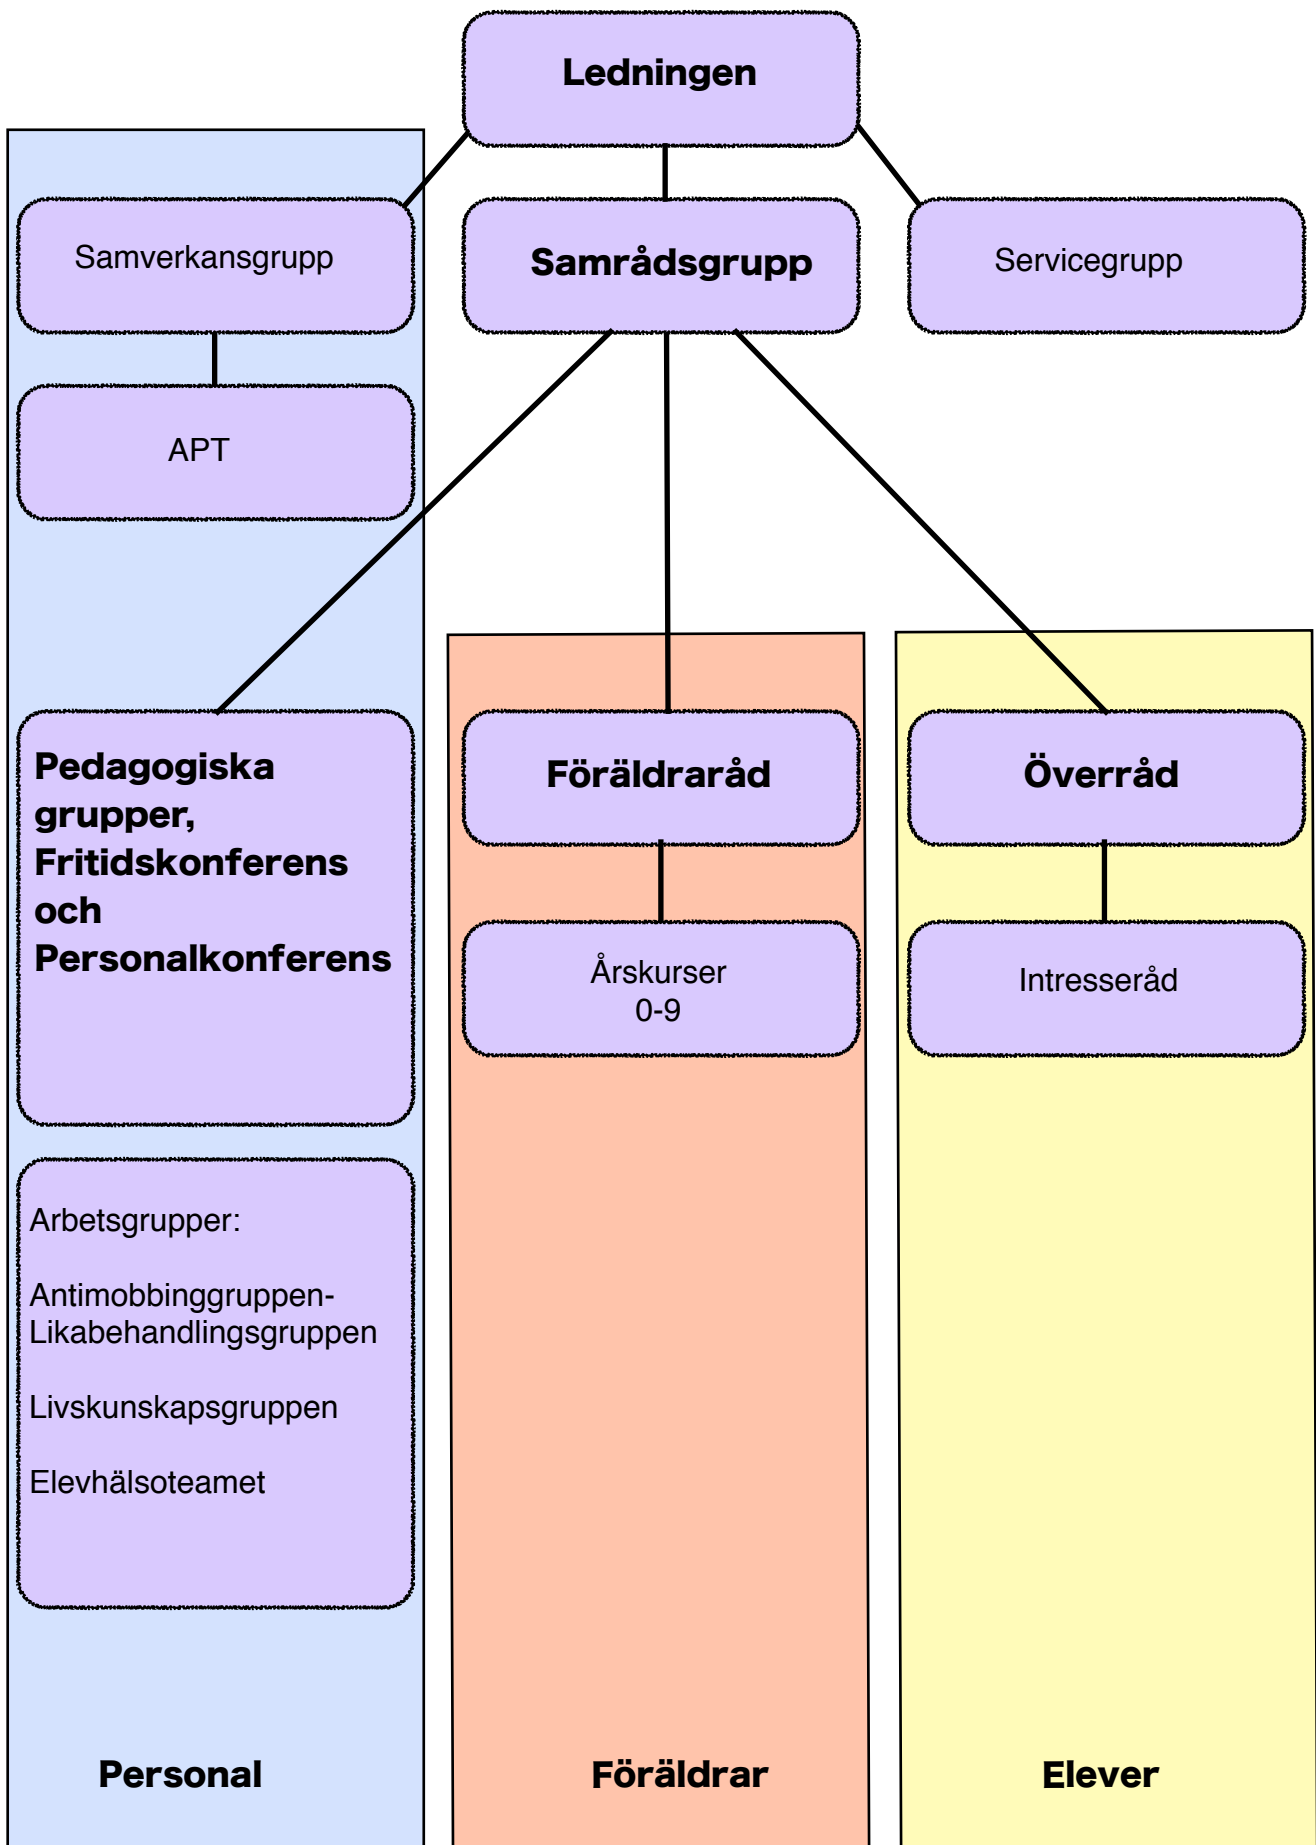 Ledningen
Samverkansgrupp
Samrådsgrupp
Servicegrupp
APT
Pedagogiska
grupper,
Fritidskonferens
och
Personalkonferens
Föräldraråd
Överråd
Årskurser
0-9
Intresseråd
Arbetsgrupper:
Antimobbinggruppen-
Likabehandlingsgruppen
Livskunskapsgruppen
Elevhälsoteamet
Personal
Föräldrar
Elever